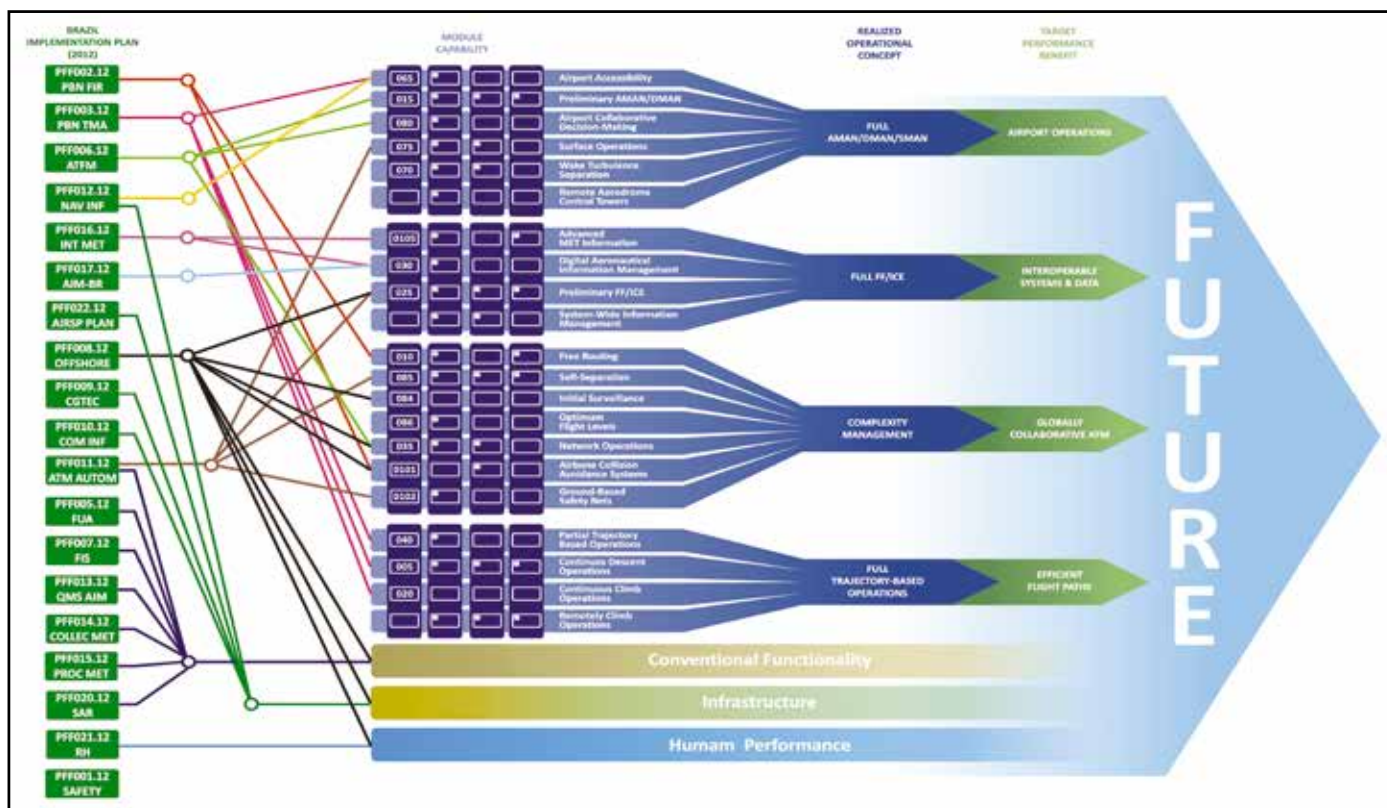 BRAZIL
IMPLEMENTATION PLAN
(2012)
MODULE
CAPABILITY
REALIZED
OPERATIONAL
CONCEPT
TARGET
PERFORMANCE
BENEFIT
PFF002.12
PBN FIR
PFF003.12
PBN TMA
PFF006.12
ATFM
PFF012.12
NAV INF
PFF016.12
INT MET
PFF017.12
AIM-BR
PFF022.12
AIRSP PLAN
PFF008.12
OFFSHORE
PFF009.12
CGTEC
PFF010.12
COM INF
PFF011.12
ATM AUTOM
PFF005.12
FUA
PFF007.12
FIS
PFF013.12
QMS AIM
PFF014.12
COLLEC MET
PFF015.12
PROC MET
PFF020.12
SAR
PFF021.12
RH
PFF001.12
SAFETY
065
Airport Accessibility
015
Preliminary AMAN/DMAN
080
Airport Collaborative
Decision-Making
075
Surface Operations
070
Wake Turbulence
Separation
Remote Aerodrome
Control Towers
FULL
AMAN/DMAN/SMAN
AIRPORT OPERATIONS
0105
Advanced
MET Information
030
Digital Aeronautical
Information Management
025
Preliminary FF/ICE
System-Wide Information
Management
FULL FF/ICE
INTEROPERABLE
SYSTEMS & DATA
010
Free Routing
085
Self-Separation
084
Initial Surveillance
086
Optimum
Flight Levels
035
Network Operations
0101
Airbone Collision
Avoidance Systems
0102
Ground-Based
Safety Nets
COMPLEXITY
MANAGEMENT
GLOBALLY
COLLABORATIVE ATM
040
Partial Trajectory
Based Operations
005
Continuos Descent
Operations
020
Continuous Climb
Operations
Remotely Climb
Operations
FULL
TRAJECTORY-BASED
OPERATIONS
EFFICIENT
FLIGHT PATHS
Conventional Functionality
Infrastructure
Humam Performance
FUTURE